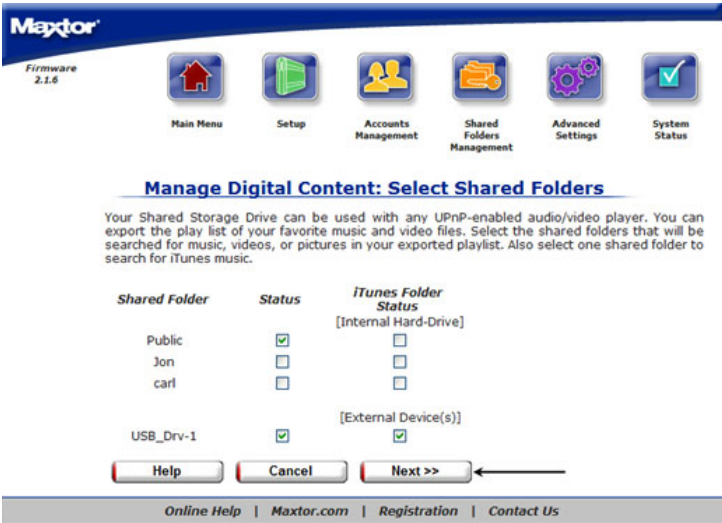 Maxtor
Firmware
2.1.6
Main Menu
Setup
Accounts
Management
Shared
Folders
Management
Advanced
Settings
System
Status
Manage Digital Content: Select Shared Folders
Your Shared Storage Drive can be used with any UPnP-enabled audio/video player. You can
export the play list of your favorite music and video files. Select the shared folders that will be
searched for music, videos, or pictures in your exported playlist. Also select one shared folder to
search for iTunes music.
Shared Folder Status iTunes Folder
Status
[Internal Hard-Drive]
Public
Jon
carl
[External Device(s)]
USB_Drv-1
Help Cancel Next >>
Online Help | Maxtor.com | Registration | Contact Us